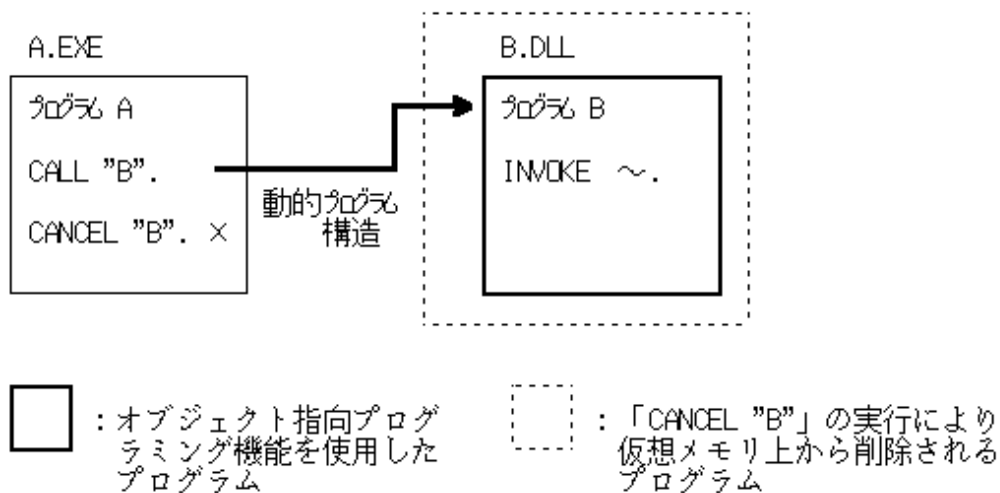 A.EXE
B.DLL
ﾌﾟﾛｸﾞﾗﾑ A
CALL ”B”.
CANCEL ”B”. ×
動的ﾌﾟﾛｸﾞﾗﾑ
構造
ﾌﾟﾛｸﾞﾗﾑ B
INVOKE ～.
：オブジェクト指向プログ
ラミング機能を使用した
プログラム
：「CANCEL ”B”」の実行により
仮想メモリ上から削除される
プログラム